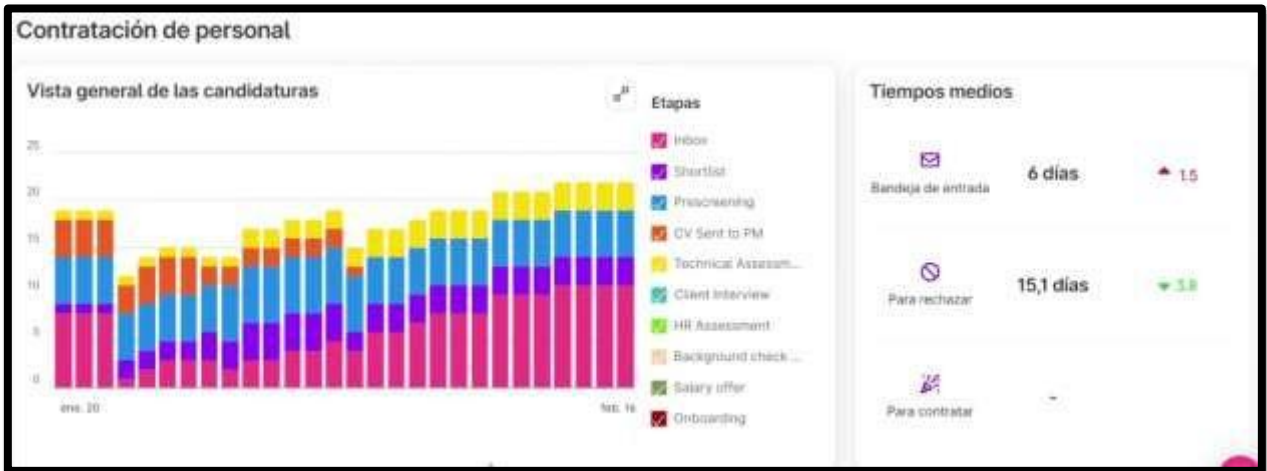 Contratación de personal
Vista general de las candidaturas
25
20
15
10
5
0
ene. 20
feb. 16
Etapas
Inbox
Shortlist
Prescreening
CV Sent to PM
Technical Assessm...
Client Interview
HR Assessment
Background check ...
Salary offer
Onboarding
Tiempos medios
Bandeja de entrada
6 días
1.5
Para rechazar
15,1 días
3.8
Para contratar
-